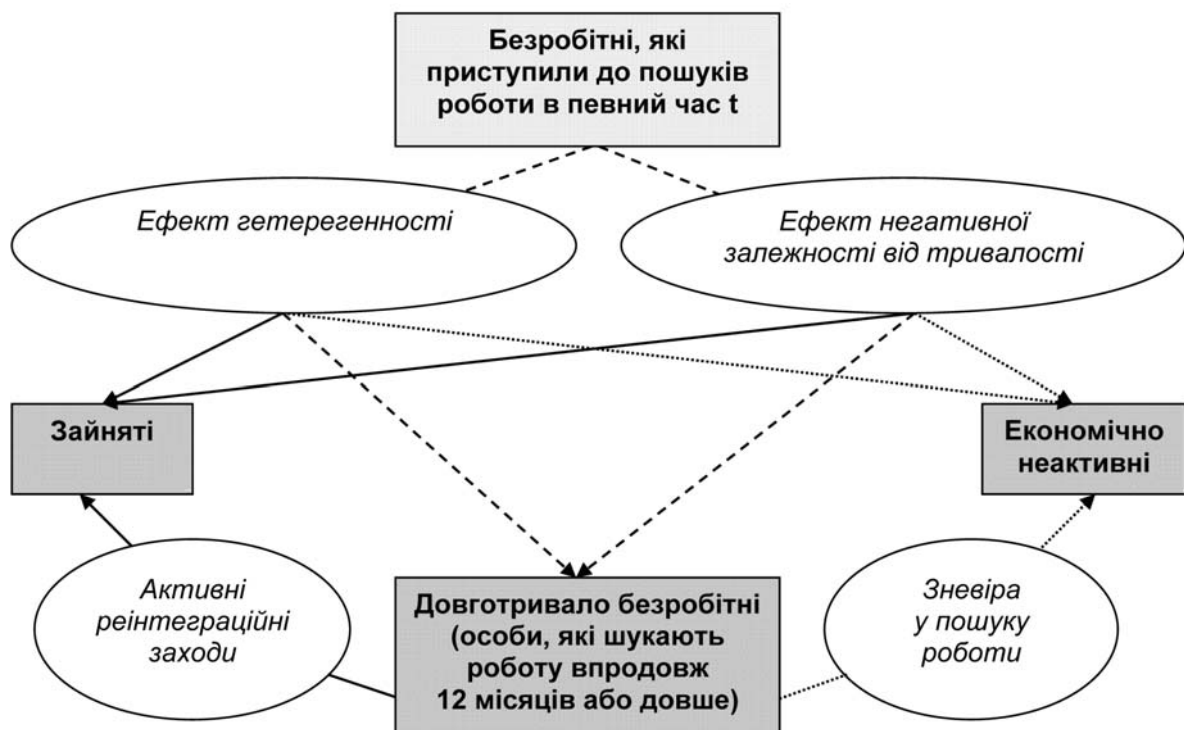 Безробітні, які
приступили до пошуків
роботи в певний час t
Ефект гетерегенності
Ефект негативної
залежності від тривалості
Зайняті
Економічно
неактивні
Активні
реінтеграційні
заходи
Довготривало безробітні
(особи, які шукають
роботу впродовж
12 місяців або довше)
Зневіра
у пошуку
роботи